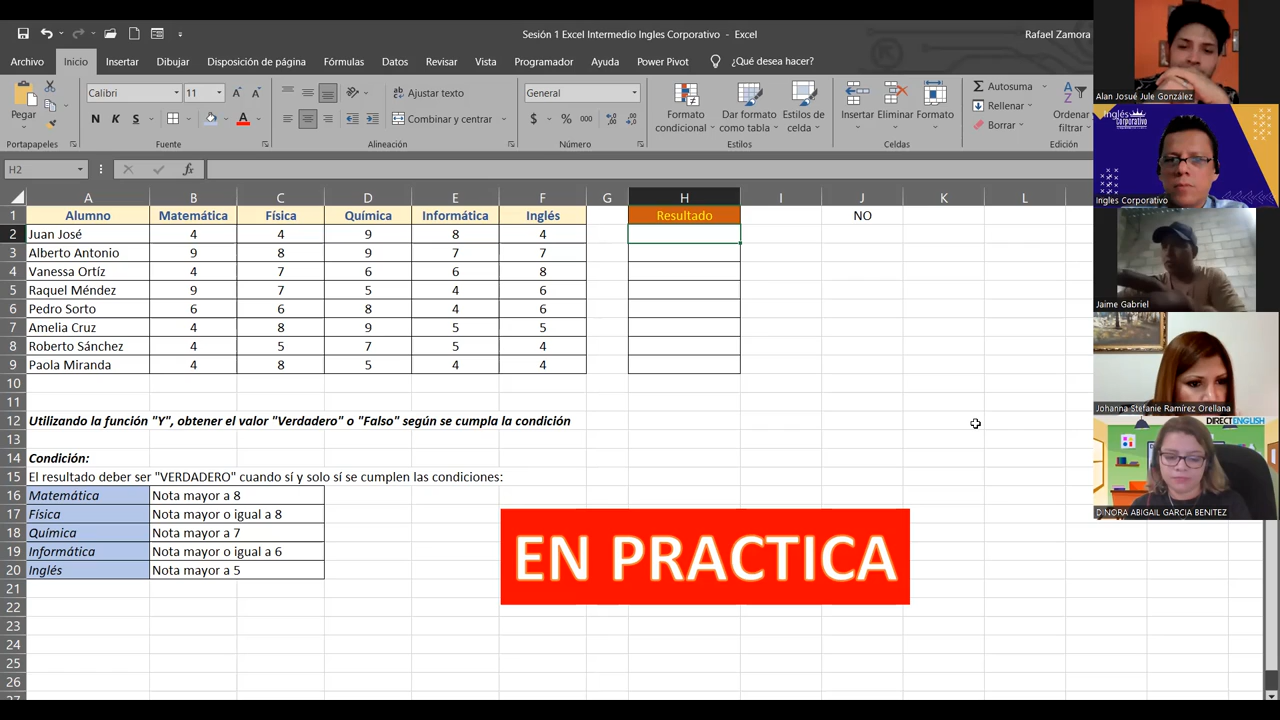 Sesión 1 Excel Intermedio Ingles Corporativo - Excel
Rafael Zamora
Archivo Inicio Insertar Dibujar Disposición de página Fórmulas Datos Revisar Vista Programador Ayuda Power Pivot ¿Qué desea hacer?
Pegar
Calibri 11
N K S
Ajustar texto
Combinar y centrar
General
$ % 000
Formato condicional
Dar formato como tabla
Estilos de celda
Insertar Eliminar Formato
Autosuma
Rellenar
Borrar
Ordenar filtrar
Portapapeles Fuente Alineación Número Estilos Celdas Edición
H2 fx
A B C D E F G H I J K L
1 Alumno Matemática Física Química Informática Inglés Resultado NO
2 Juan José 4 4 9 8 4
3 Alberto Antonio 9 8 9 7 7
4 Vanessa Ortíz 4 7 6 6 8
5 Raquel Méndez 9 7 5 4 6
6 Pedro Sorto 6 6 8 4 6
7 Amelia Cruz 4 8 9 5 5
8 Roberto Sánchez 4 5 7 5 4
9 Paola Miranda 4 8 5 4 4
10
11
12 Utilizando la función "Y", obtener el valor "Verdadero" o "Falso" según se cumpla la condición
13
14 Condición:
15 El resultado deber ser "VERDADERO" cuando sí y solo sí se cumplen las condiciones:
16 Matemática Nota mayor a 8
17 Física Nota mayor o igual a 8
18 Química Nota mayor a 7
19 Informática Nota mayor o igual a 6
20 Inglés Nota mayor a 5
21
22
23
24
25
26
EN PRACTICA
Alan Josué Jule González
Inglés Corporativo
Ingles Corporativo
Jaime Gabriel
Johanna Stefanie Ramírez Orellana
DIRECTENGLISH
DINORA ABIGAIL GARCIA BENITEZ